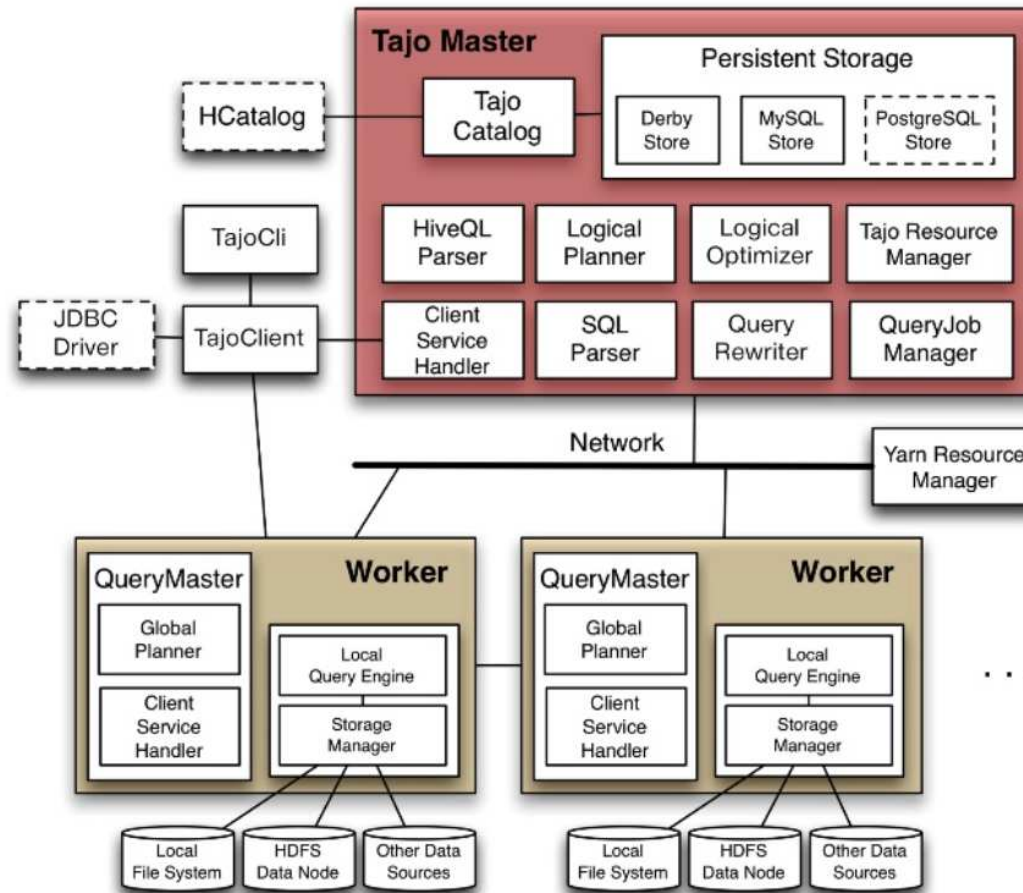 Tajo Master
Persistent Storage
HCatalog
Tajo
Catalog
Derby
Store
MySQL
Store
PostgreSQL
Store
TajoCli
HiveQL
Parser
Logical
Planner
Logical
Optimizer
Tajo Resource
Manager
JDBC
Driver
TajoClient
Client
Service
Handler
SQL
Parser
Query
Rewriter
QueryJob
Manager
Network
Yarn Resource
Manager
QueryMaster
Worker
Global
Planner
Client
Service
Handler
Local
Query Engine
Storage
Manager
QueryMaster
Worker
Global
Planner
Client
Service
Handler
Local
Query Engine
Storage
Manager
. .
Local
File System
HDFS
Data Node
Other Data
Sources
Local
File System
HDFS
Data Node
Other Data
Sources